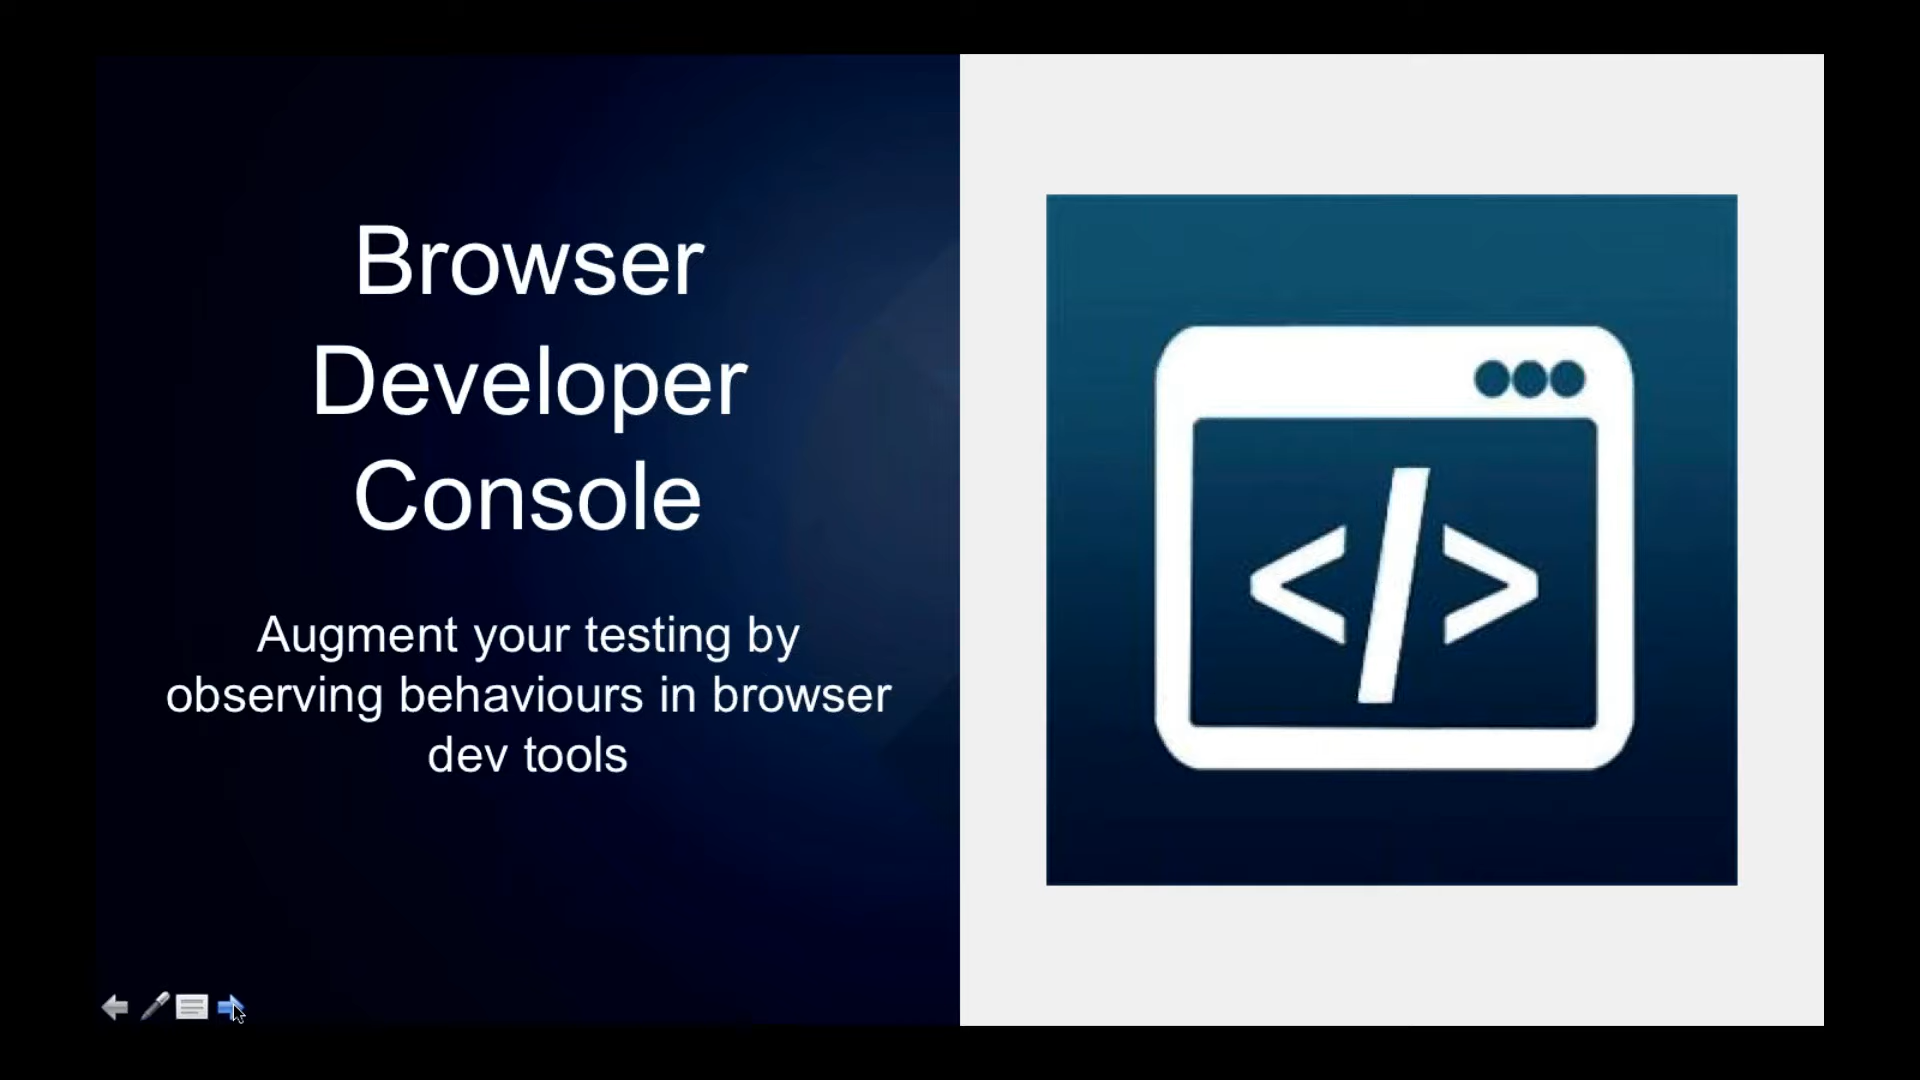 Browser
Developer
Console
Augment your testing by
observing behaviours in browser
dev tools
</>